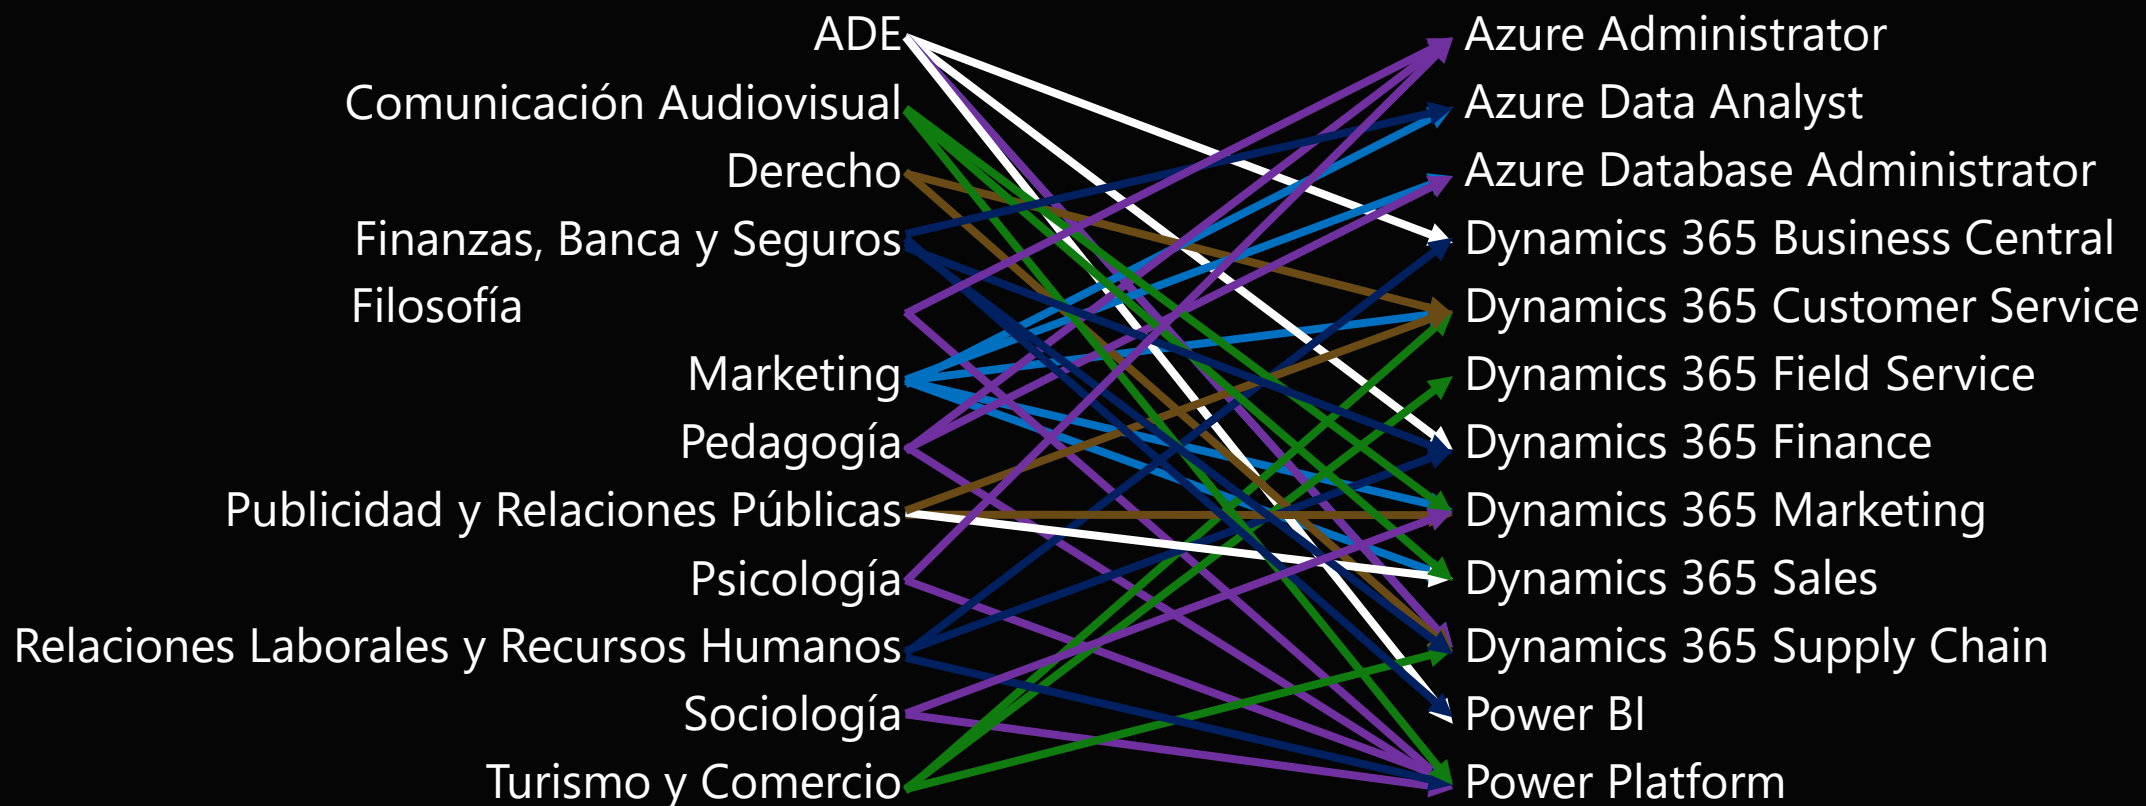 ADE
Comunicación Audiovisual
Derecho
Finanzas, Banca y Seguros
Filosofía
Marketing
Pedagogía
Publicidad y Relaciones Públicas
Psicología
Relaciones Laborales y Recursos Humanos
Sociología
Turismo y Comercio
Azure Administrator
Azure Data Analyst
Azure Database Administrator
Dynamics 365 Business Central
Dynamics 365 Customer Service
Dynamics 365 Field Service
Dynamics 365 Finance
Dynamics 365 Marketing
Dynamics 365 Sales
Dynamics 365 Supply Chain
Power BI
Power Platform